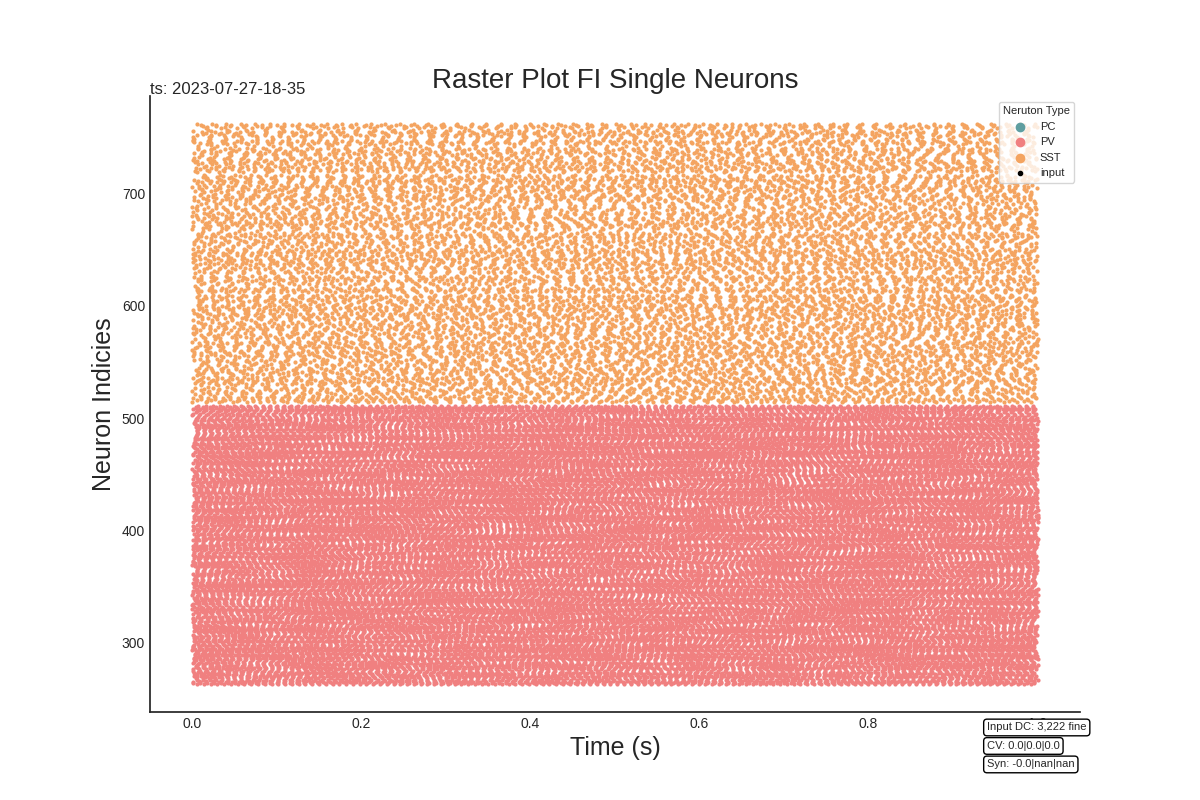 Raster Plot FI Single Neurons
ts: 2023-07-27-18-35
Neruton Type
PC
PV
SST
input
Neuron Indicies
700
600
500
400
300
0.0
0.2
0.4
0.6
0.8
Time (s)
Input DC: 3,222 fine
CV: 0.0|0.0|0.0
Syn: -0.0|nan|nan